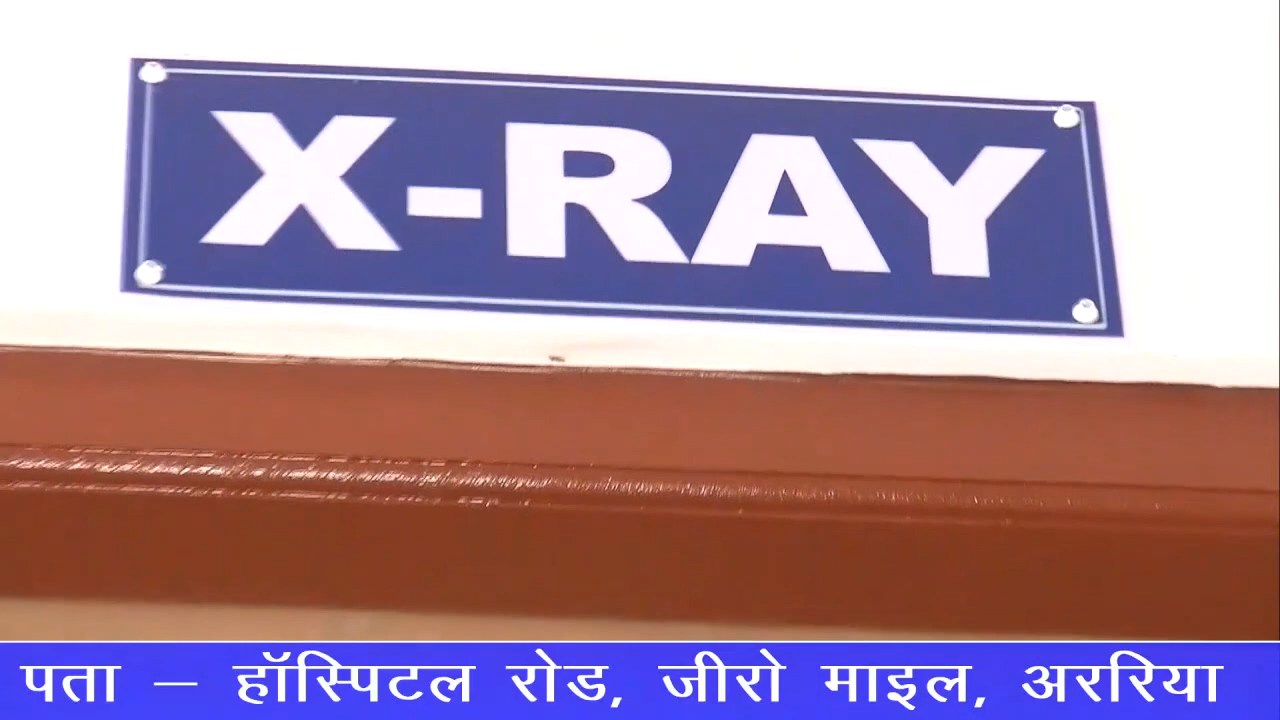 X-RAY
पता – हॉस्पिटल रोड, जीरो माइल, अररिया